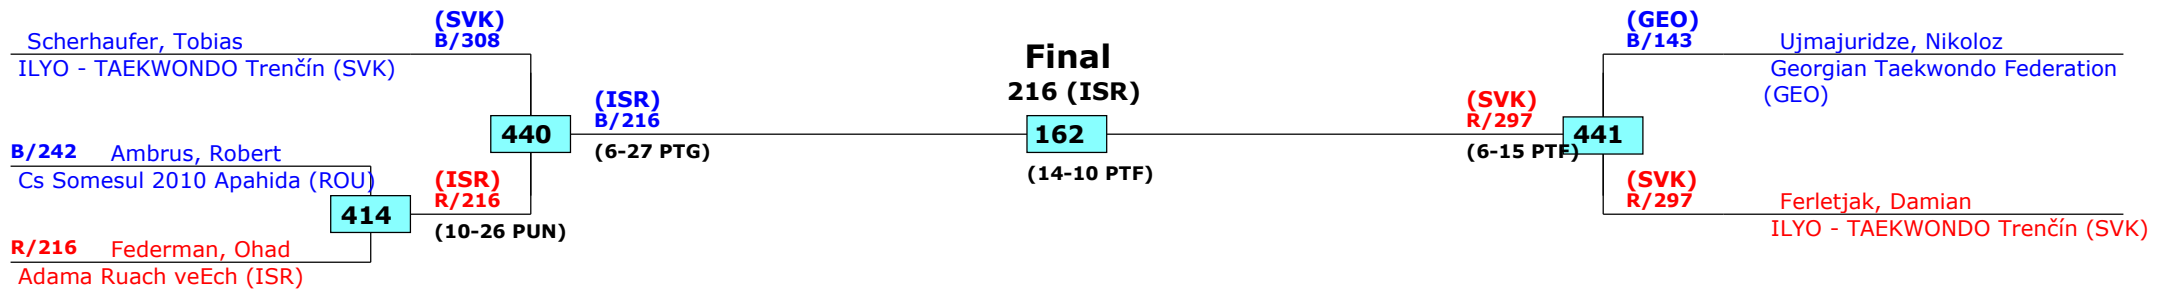 (SVK)
B/308
Scherhaufer, Tobias
ILYO - TAEKWONDO Trenčín (SVK)
B/242 Ambrus, Robert
Cs Somesul 2010 Apahida (ROU)
414
R/216 Federman, Ohad
Adama Ruach veEch (ISR)
(ISR)
R/216
(10-26 PUN)
440
(ISR)
B/216
(6-27 PTG)
Final
216 (ISR)
162
(14-10 PTF)
(SVK)
R/297
(6-15 PTF)
441
(GEO)
B/143
Ujmajuridze, Nikoloz
Georgian Taekwondo Federation
(GEO)
(SVK)
R/297
Ferletjak, Damian
ILYO - TAEKWONDO Trenčín (SVK)